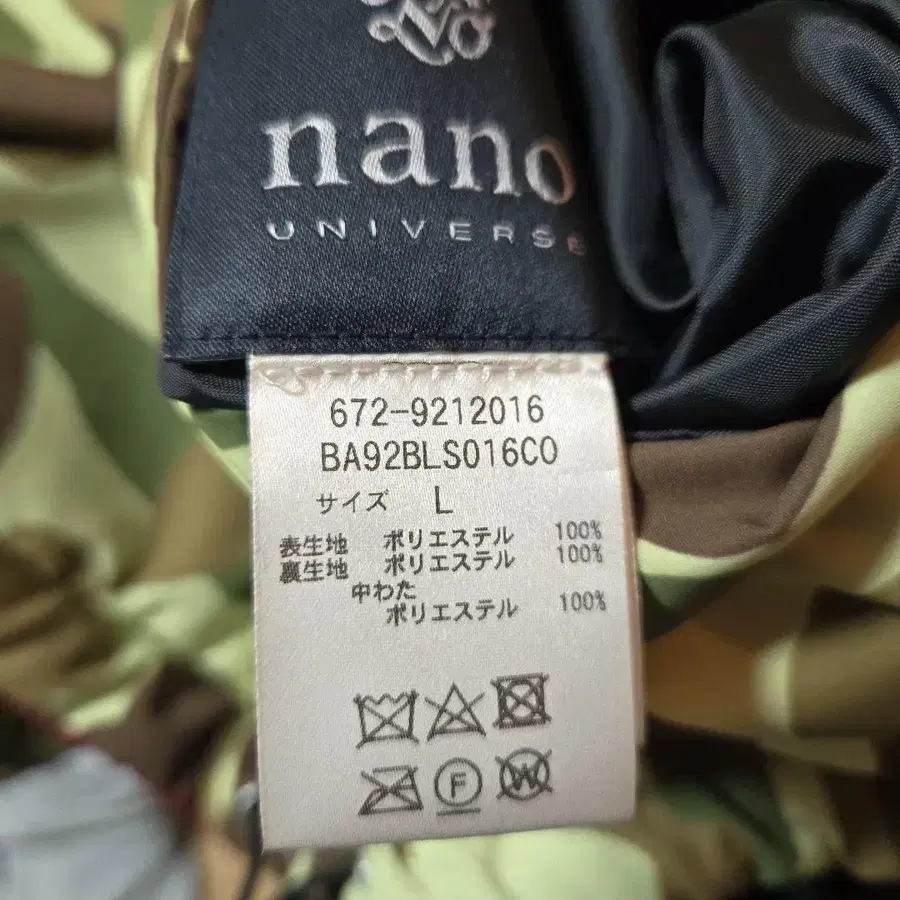 nano
UNIVERSE
672-9212016
BA92BLS016CO
サイズ L
表生地 ポリエステル 100%
裏生地 ポリエステル 100%
中わた
ポリエステル 100%
F
W